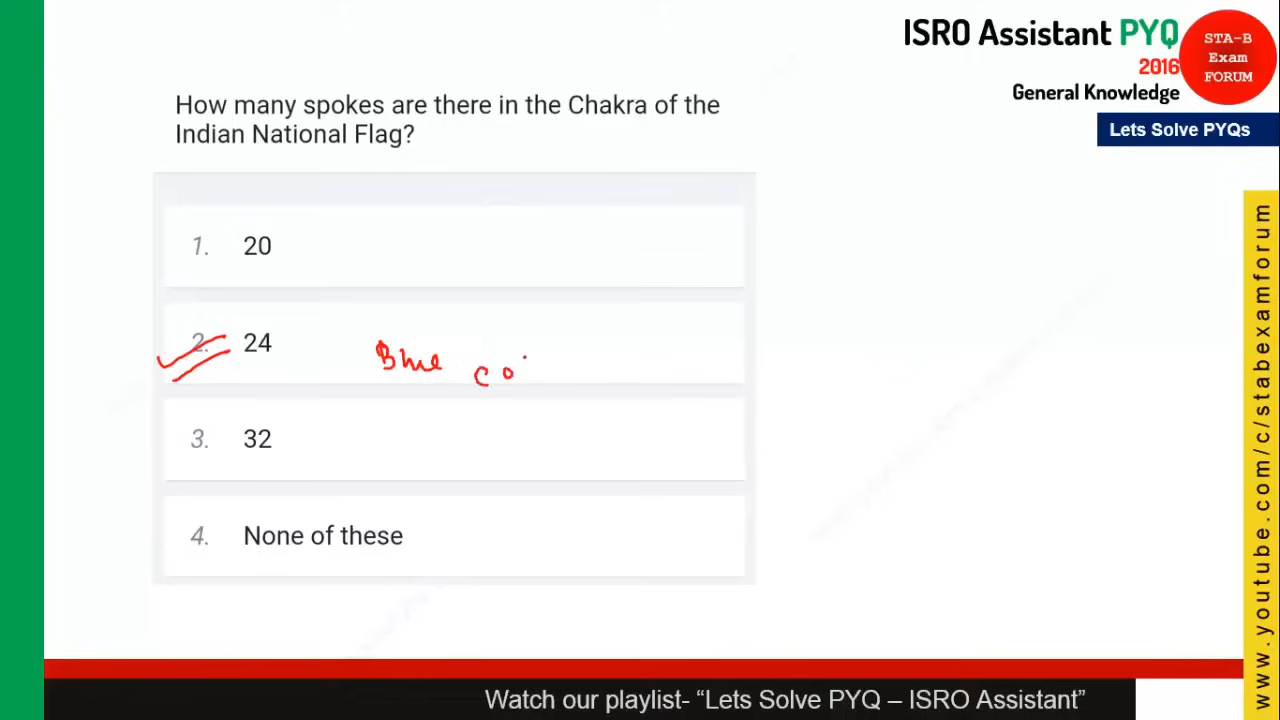 ISRO Assistant PYQ
2016
General Knowledge
STA-B
Exam
FORUM
Lets Solve PYQs
How many spokes are there in the Chakra of the
Indian National Flag?
1. 20
2. 24
Blue co
3. 32
4. None of these
www.youtube.com/c/stabexamforum
Watch our playlist- “Lets Solve PYQ – ISRO Assistant”